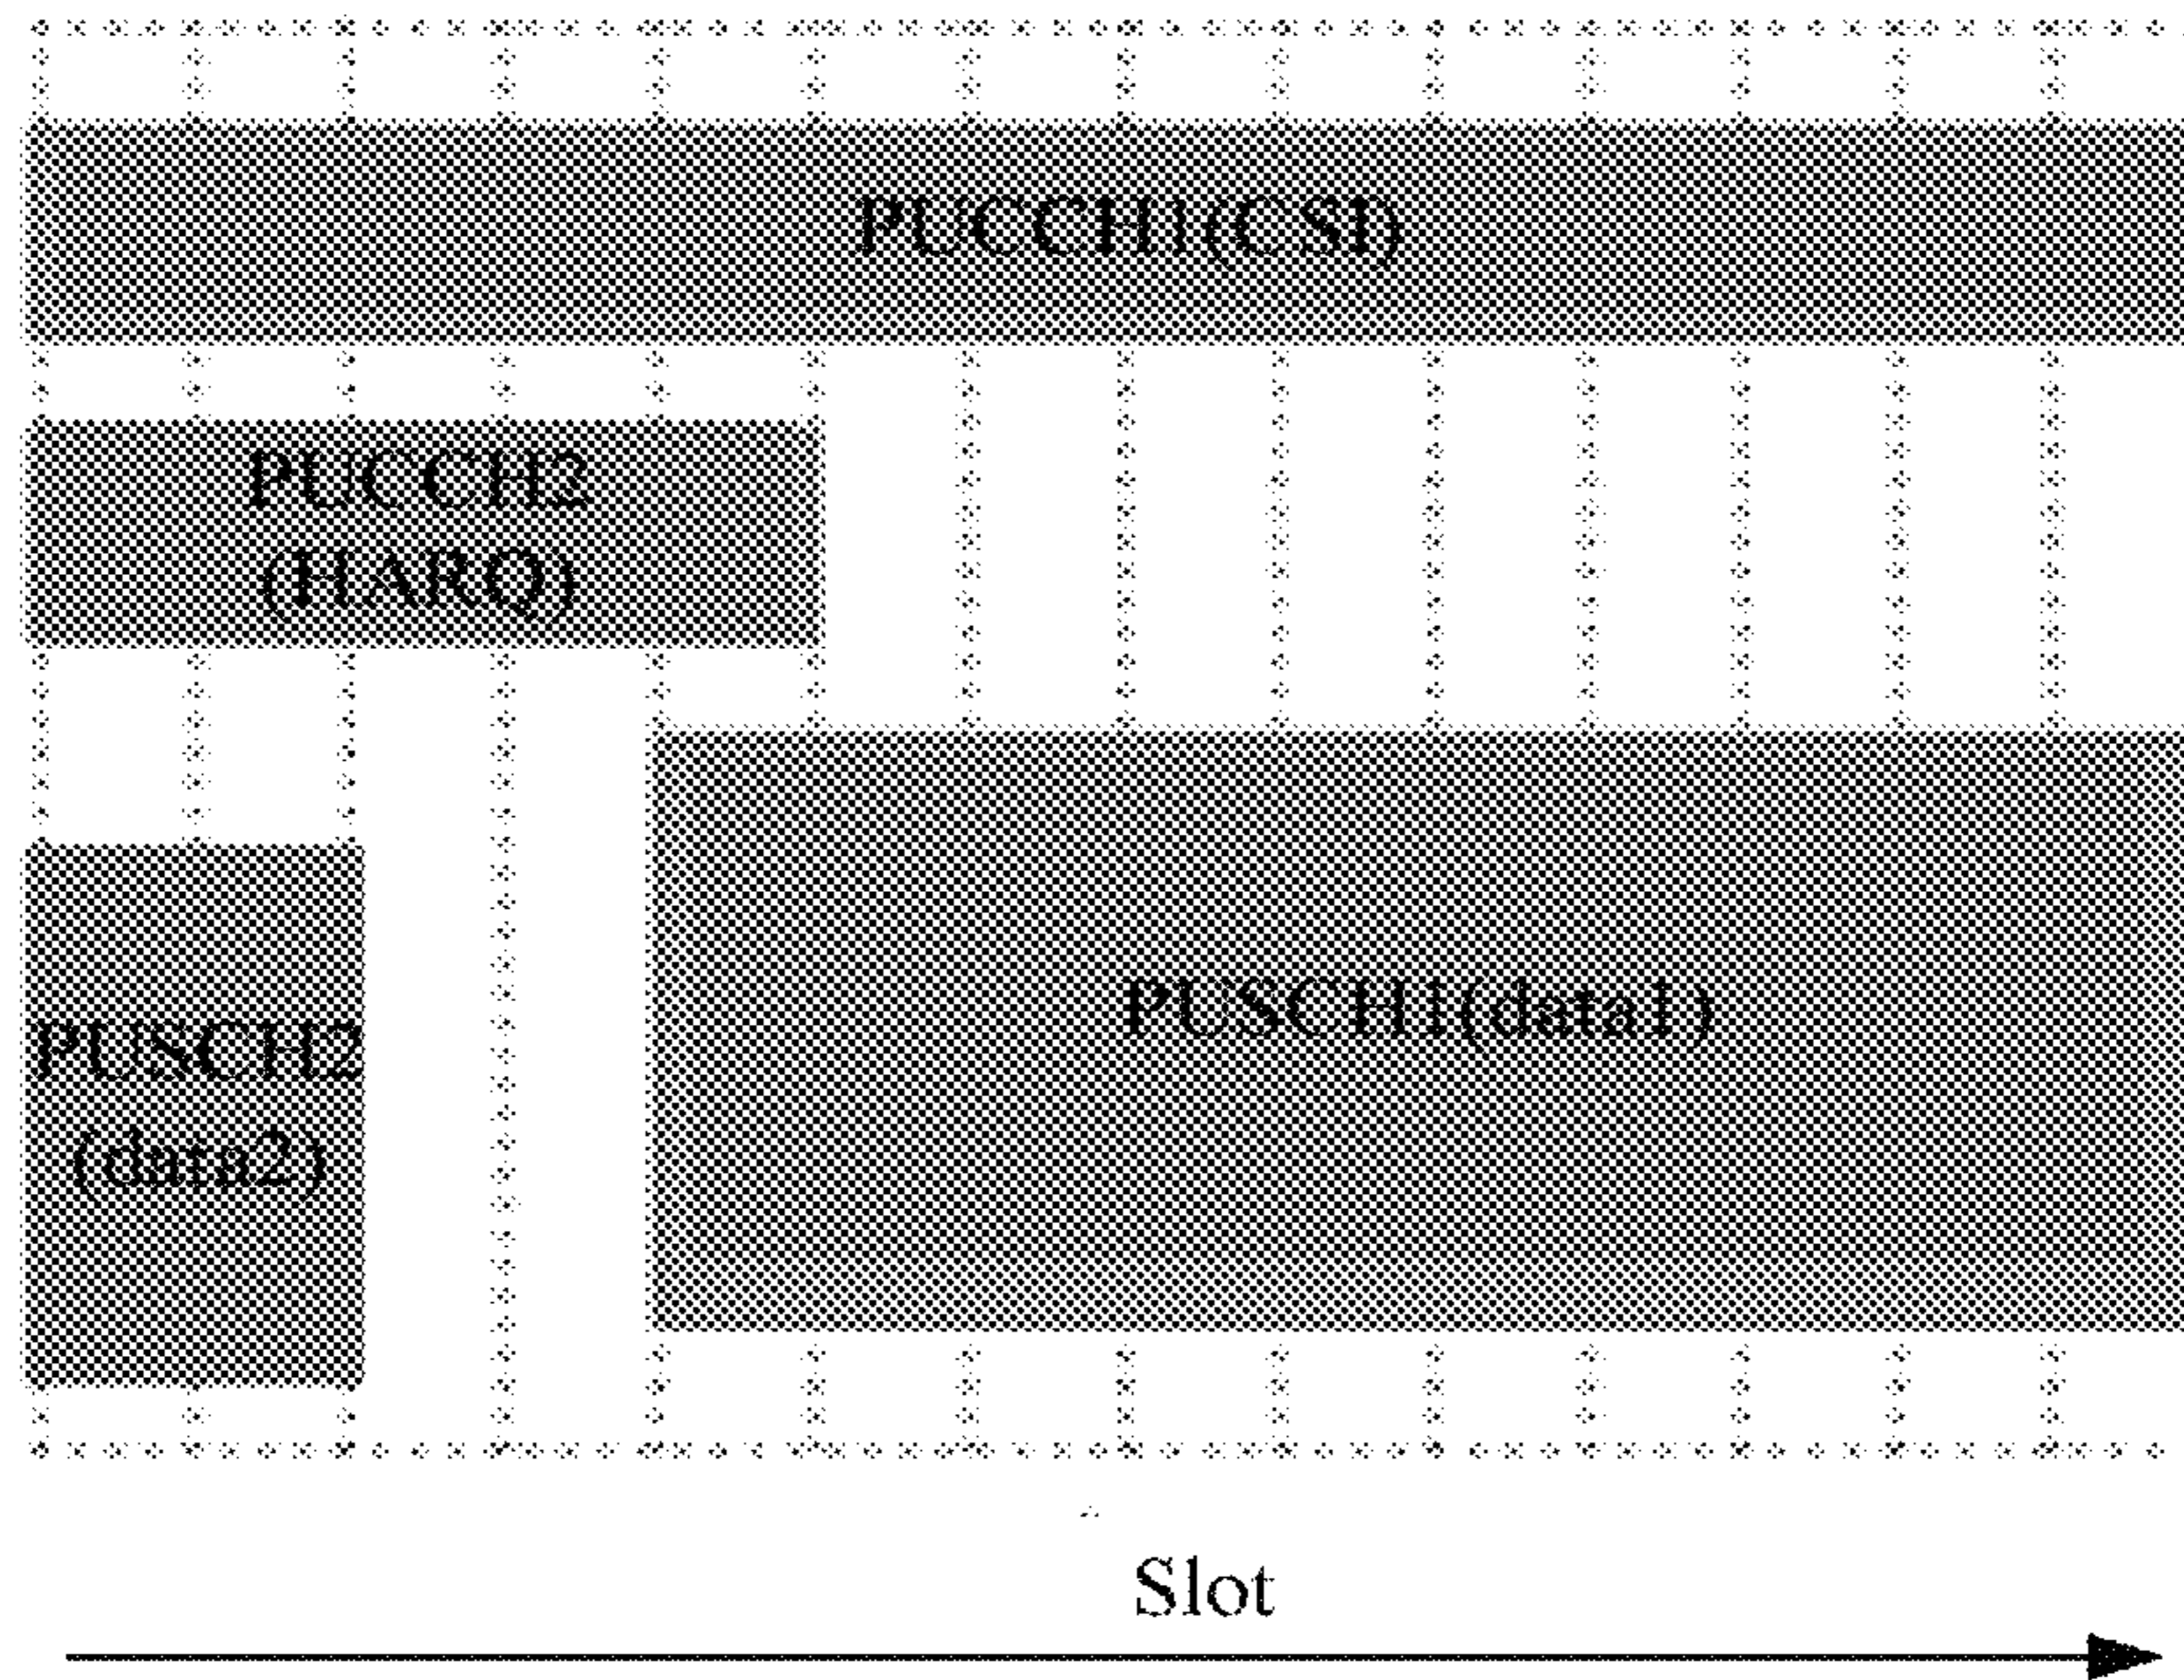 PUCCH1(CSI)
PUCCH2
(HARQ)
PUSCH1(data1)
PUSCH2
(data2)
Slot